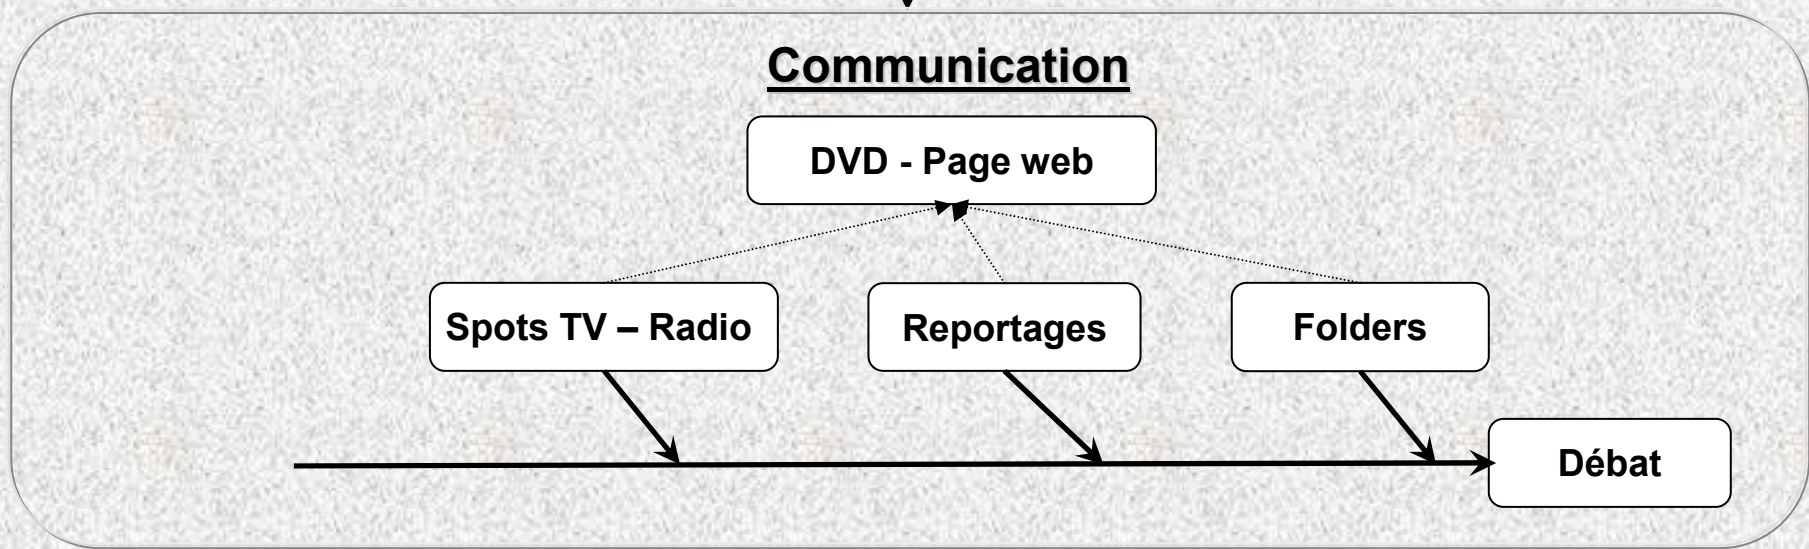 Communication
DVD - Page web
Spots TV – Radio
Reportages
Folders
Débat